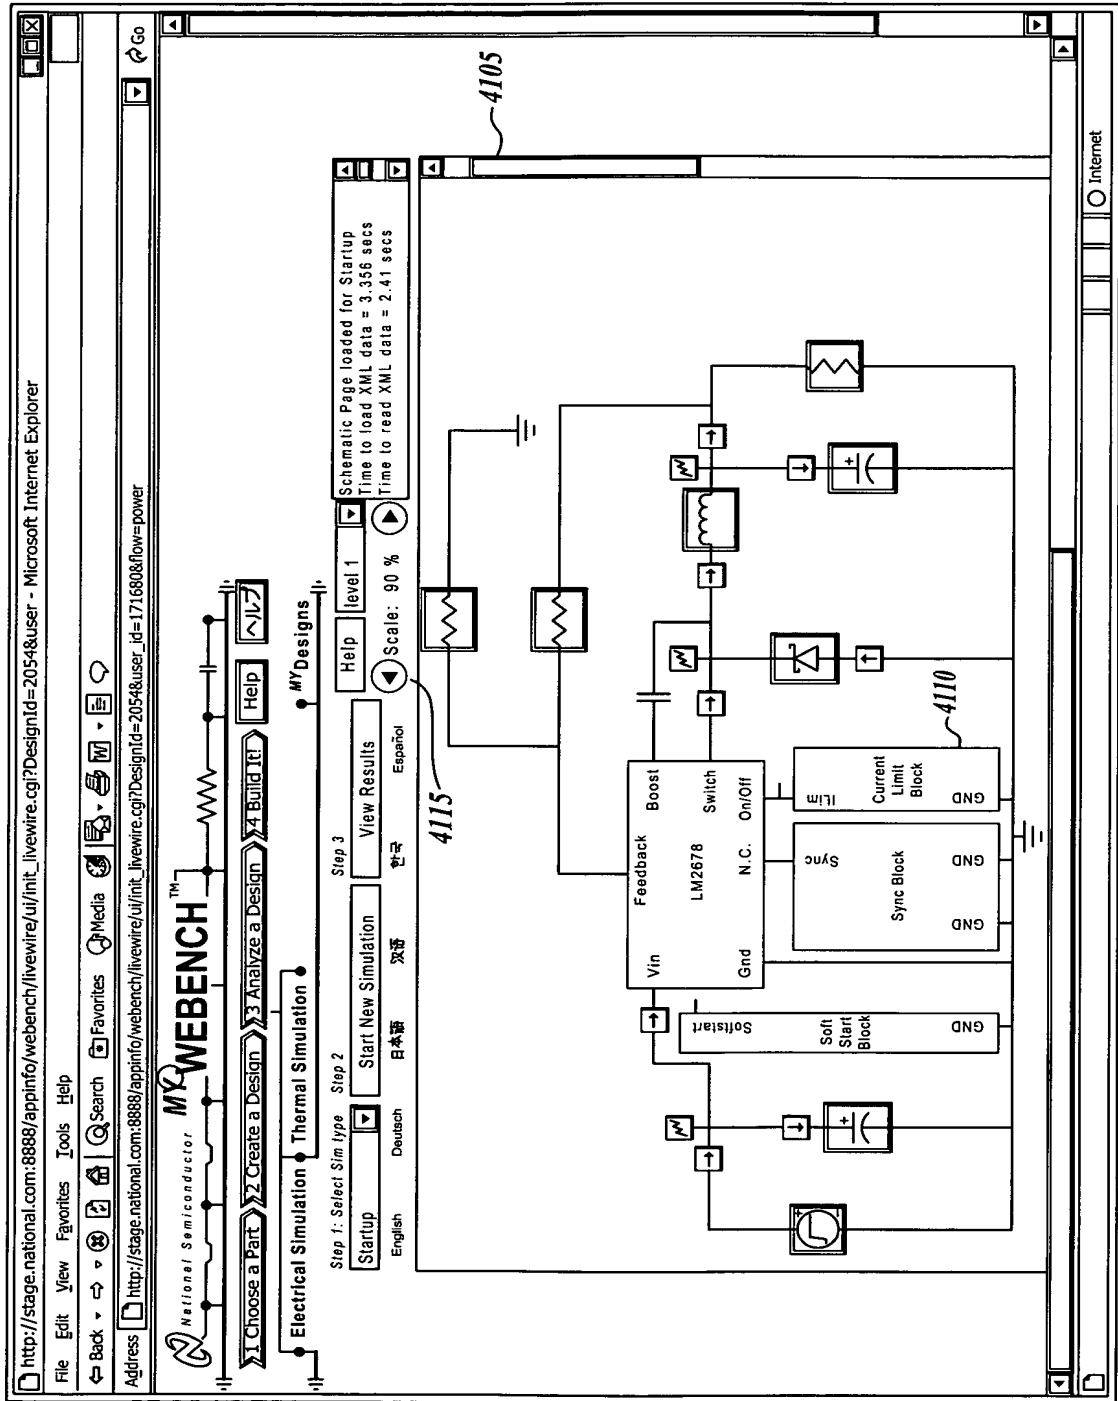 http://stage.national.com:8888/appinfo/webench/livewire/ui/init_livewire.cgi?DesignId=2054&user - Microsoft Internet Explorer
File Edit View Favorites Tools Help
Back Search Favorites Media W
Address http://stage.national.com:8888/appinfo/webench/livewire/ui/init_livewire.cgi?DesignId=2054&user_id=171680&flow=power Go
National Semiconductor
MY WEBENCH™
1 Choose a Part 2 Create a Design 3 Analyze a Design 4 Build It! Help ヘルプ
Electrical Simulation Thermal Simulation MY Designs
Step 1: Select Sim type Step 2 Step 3
Startup Start New Simulation View Results Help level 1
Scale: 90 %
English Deutsch 日本語 汉语 한국 Español
Schematic Page loaded for Startup
Time to load XML data = 3.356 secs
Time to read XML data = 2.41 secs
4105
4115
Feedback
Vin Boost
LM2678
Switch
Gnd N.C. On/Off
Softstart
Soft
Start
Block
GND
Sync
Sync Block
GND GND
ILim
Current
Limit
Block
GND
4110
Internet